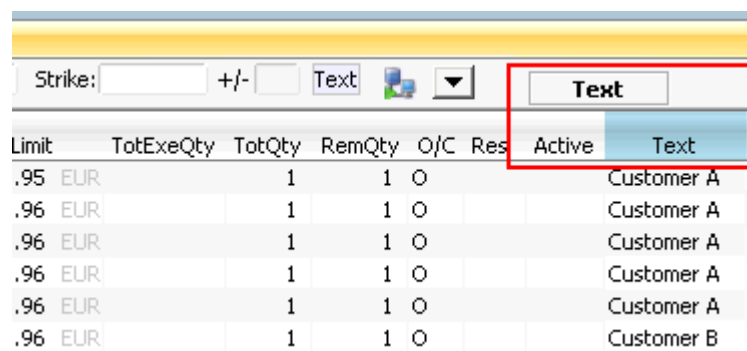 Strike: +/- Text Text
Limit TotExeQty TotQty RemQty O/C Res Active Text
.95 EUR 1 1 O Customer A
.96 EUR 1 1 O Customer A
.96 EUR 1 1 O Customer A
.96 EUR 1 1 O Customer A
.96 EUR 1 1 O Customer A
.96 EUR 1 1 O Customer B